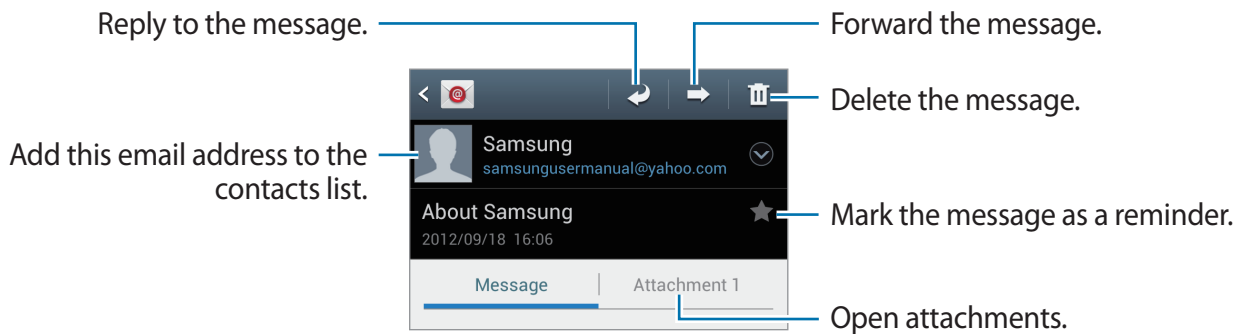 Reply to the message.
Forward the message.
Delete the message.
Add this email address to the
contacts list.
Samsung
samsungusermanual@yahoo.com
About Samsung
2012/09/18 16:06
Mark the message as a reminder.
Message
Attachment 1
Open attachments.